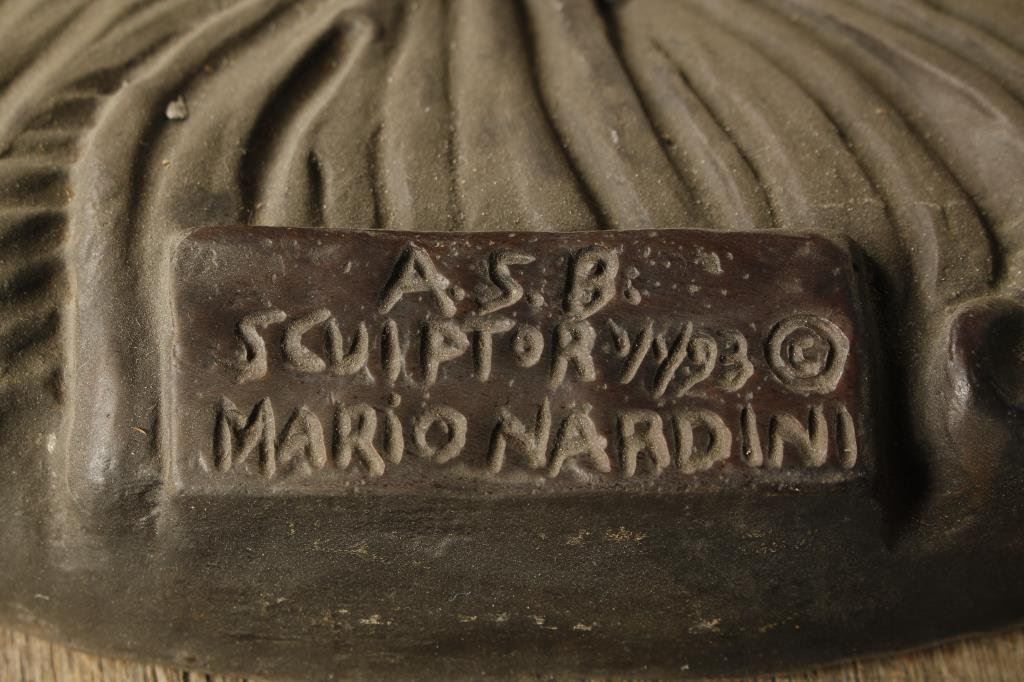 A. S. B:
SCULPTOR 1/1/93 ©
MARIO NARDINI